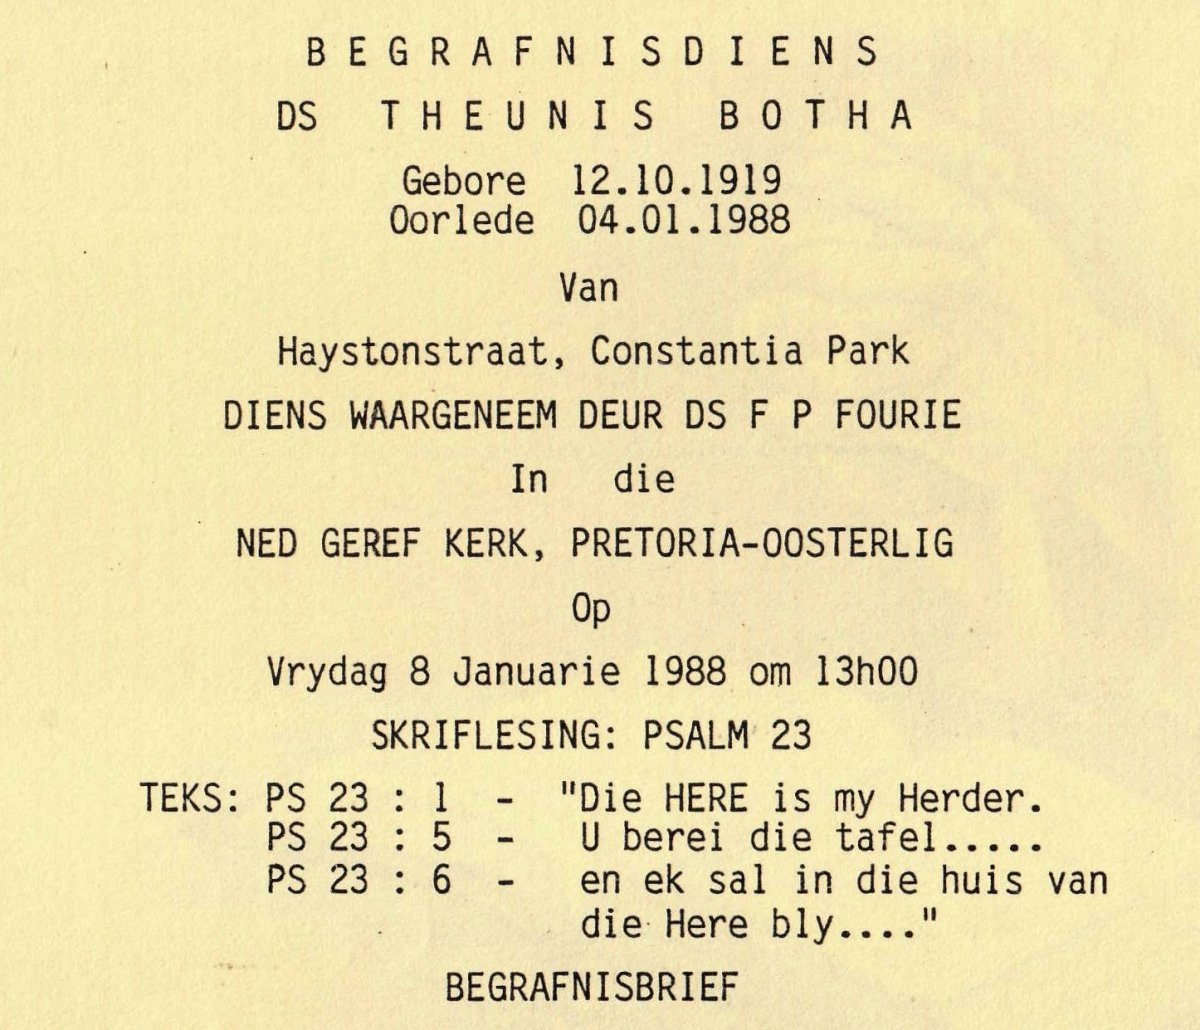 BEGRAFNISDIENS
DS THEUNIS BOTHA
Gebore 12.10.1919
Oorlede 04.01.1988
Van
Haystonstraat, Constantia Park
DIENS WAARGENEEM DEUR DS F P FOURIE
In die
NED GEREF KERK, PRETORIA-OOSTERLIG
Op
Vrydag 8 Januarie 1988 om 13h00
SKRIFLESING: PSALM 23
TEKS: PS 23 : 1 - "Die HERE is my Herder.
PS 23 : 5 - U berei die tafel.....
PS 23 : 6 - en ek sal in die huis van
die Here bly...."
BEGRAFNISBRIEF